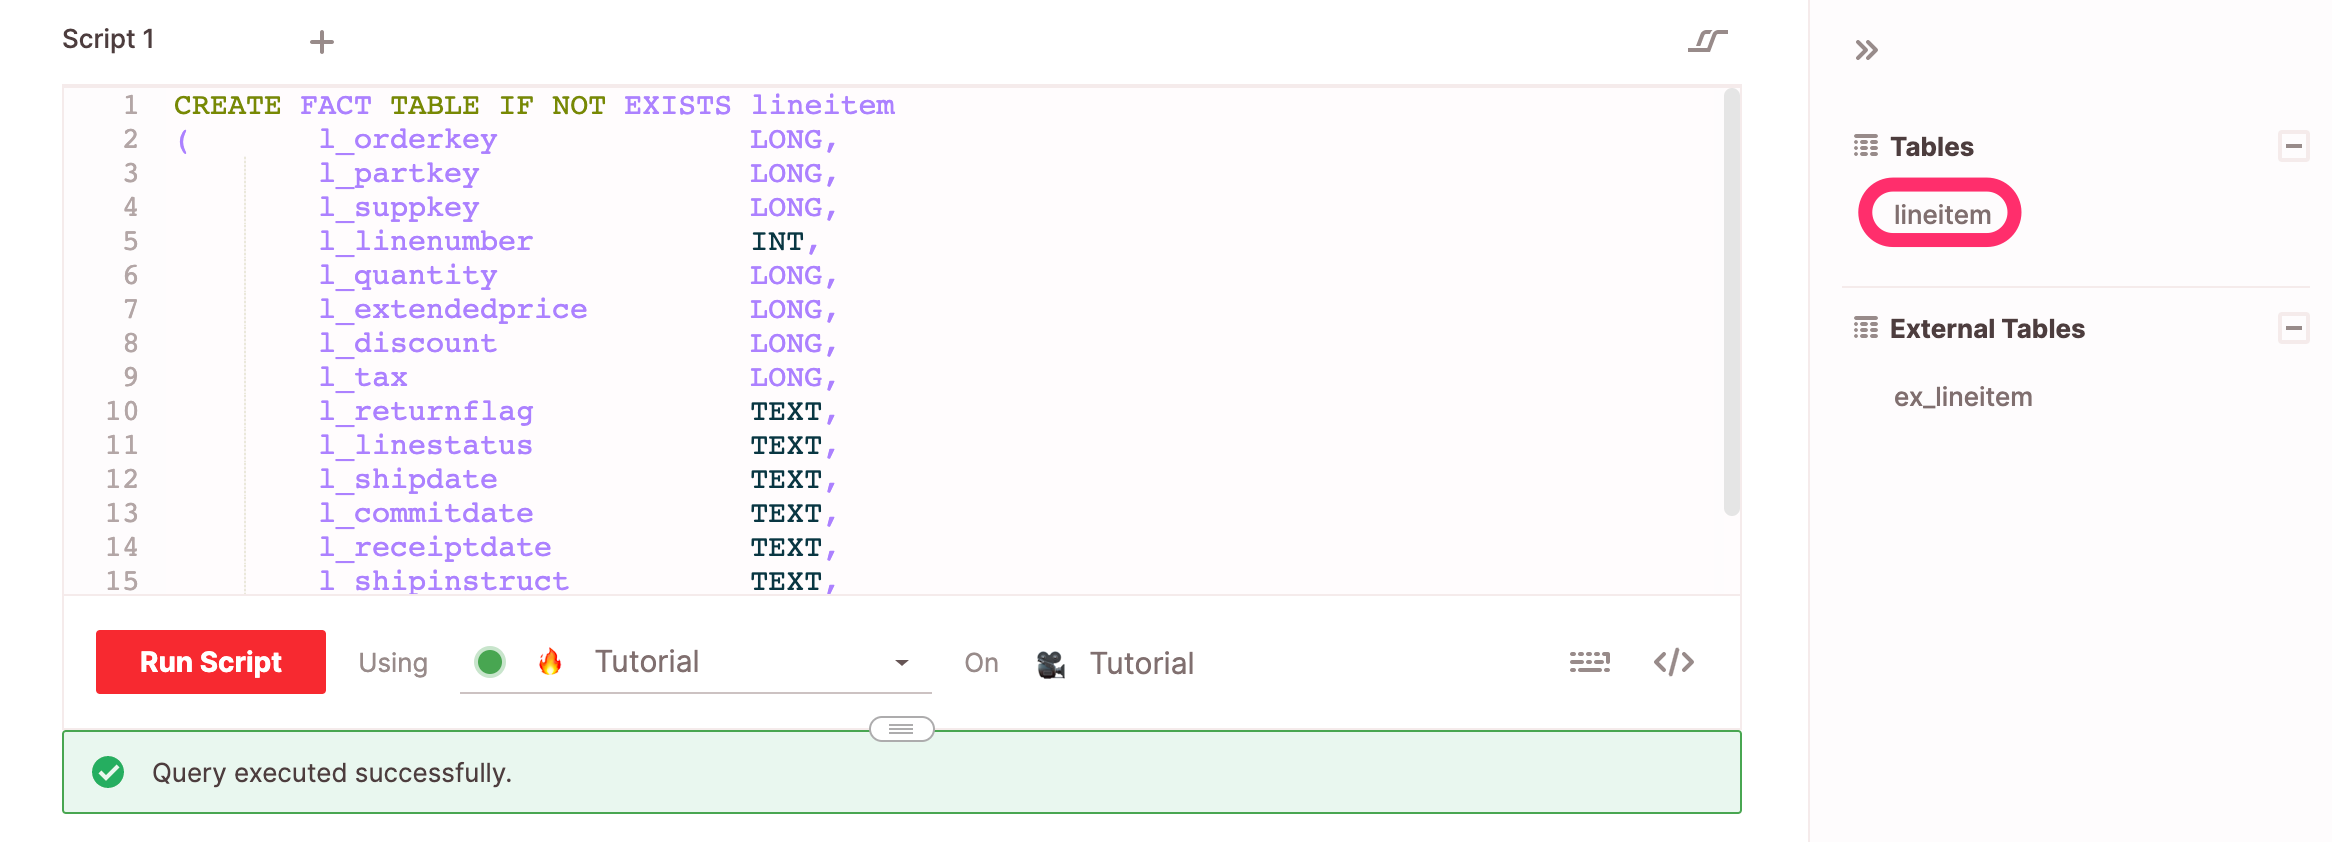 Script 1
1 CREATE FACT TABLE IF NOT EXISTS lineitem
2 ( l_orderkey LONG,
3 l_partkey LONG,
4 l_suppkey LONG,
5 l_linenumber INT,
6 l_quantity LONG,
7 l_extendedprice LONG,
8 l_discount LONG,
9 l_tax LONG,
10 l_returnflag TEXT,
11 l_linestatus TEXT,
12 l_shipdate TEXT,
13 l_commitdate TEXT,
14 l_receiptdate TEXT,
15 l_shipinstruct TEXT,
Run Script Using Tutorial On Tutorial
Query executed successfully.
Tables
lineitem
External Tables
ex_lineitem